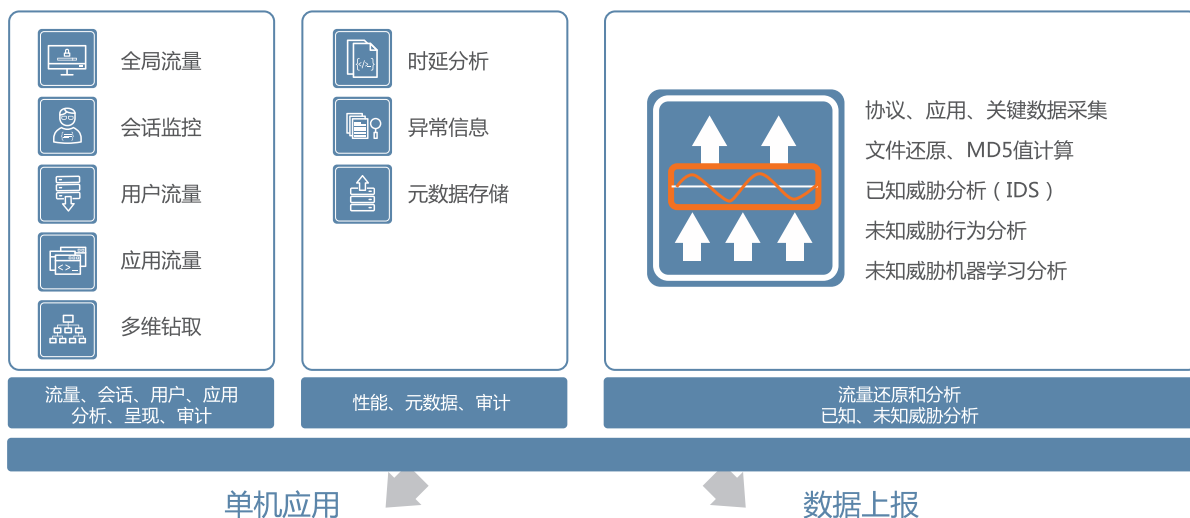 全局流量
会话监控
用户流量
应用流量
多维钻取
流量、会话、用户、应用
分析、呈现、审计
时延分析
异常信息
元数据存储
性能、元数据、审计
协议、应用、关键数据采集
文件还原、MD5值计算
已知威胁分析（IDS）
未知威胁行为分析
未知威胁机器学习分析
流量还原和分析
已知、未知威胁分析
单机应用
数据上报